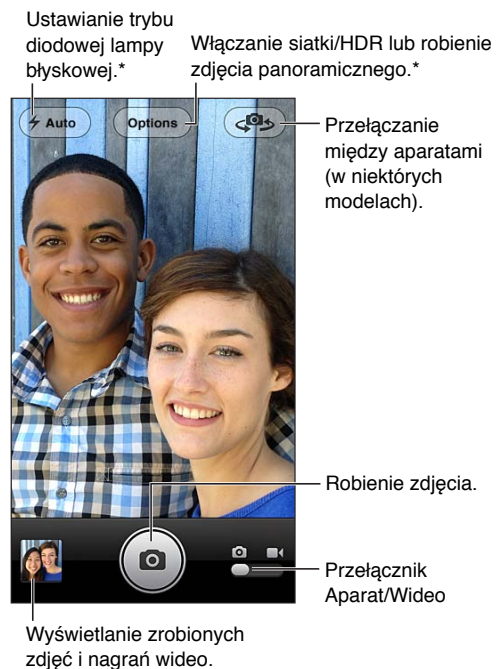 Ustawianie trybu
diodowej lampy
błyskowej.*
Włączanie siatki/HDR lub robienie
zdjęcia panoramicznego.*
Auto
Options
Przełączanie
między aparatami
(w niektórych
modelach).
Robienie zdjęcia.
Przełącznik
Aparat/Wideo
Wyświetlanie zrobionych
zdjęć i nagrań wideo.